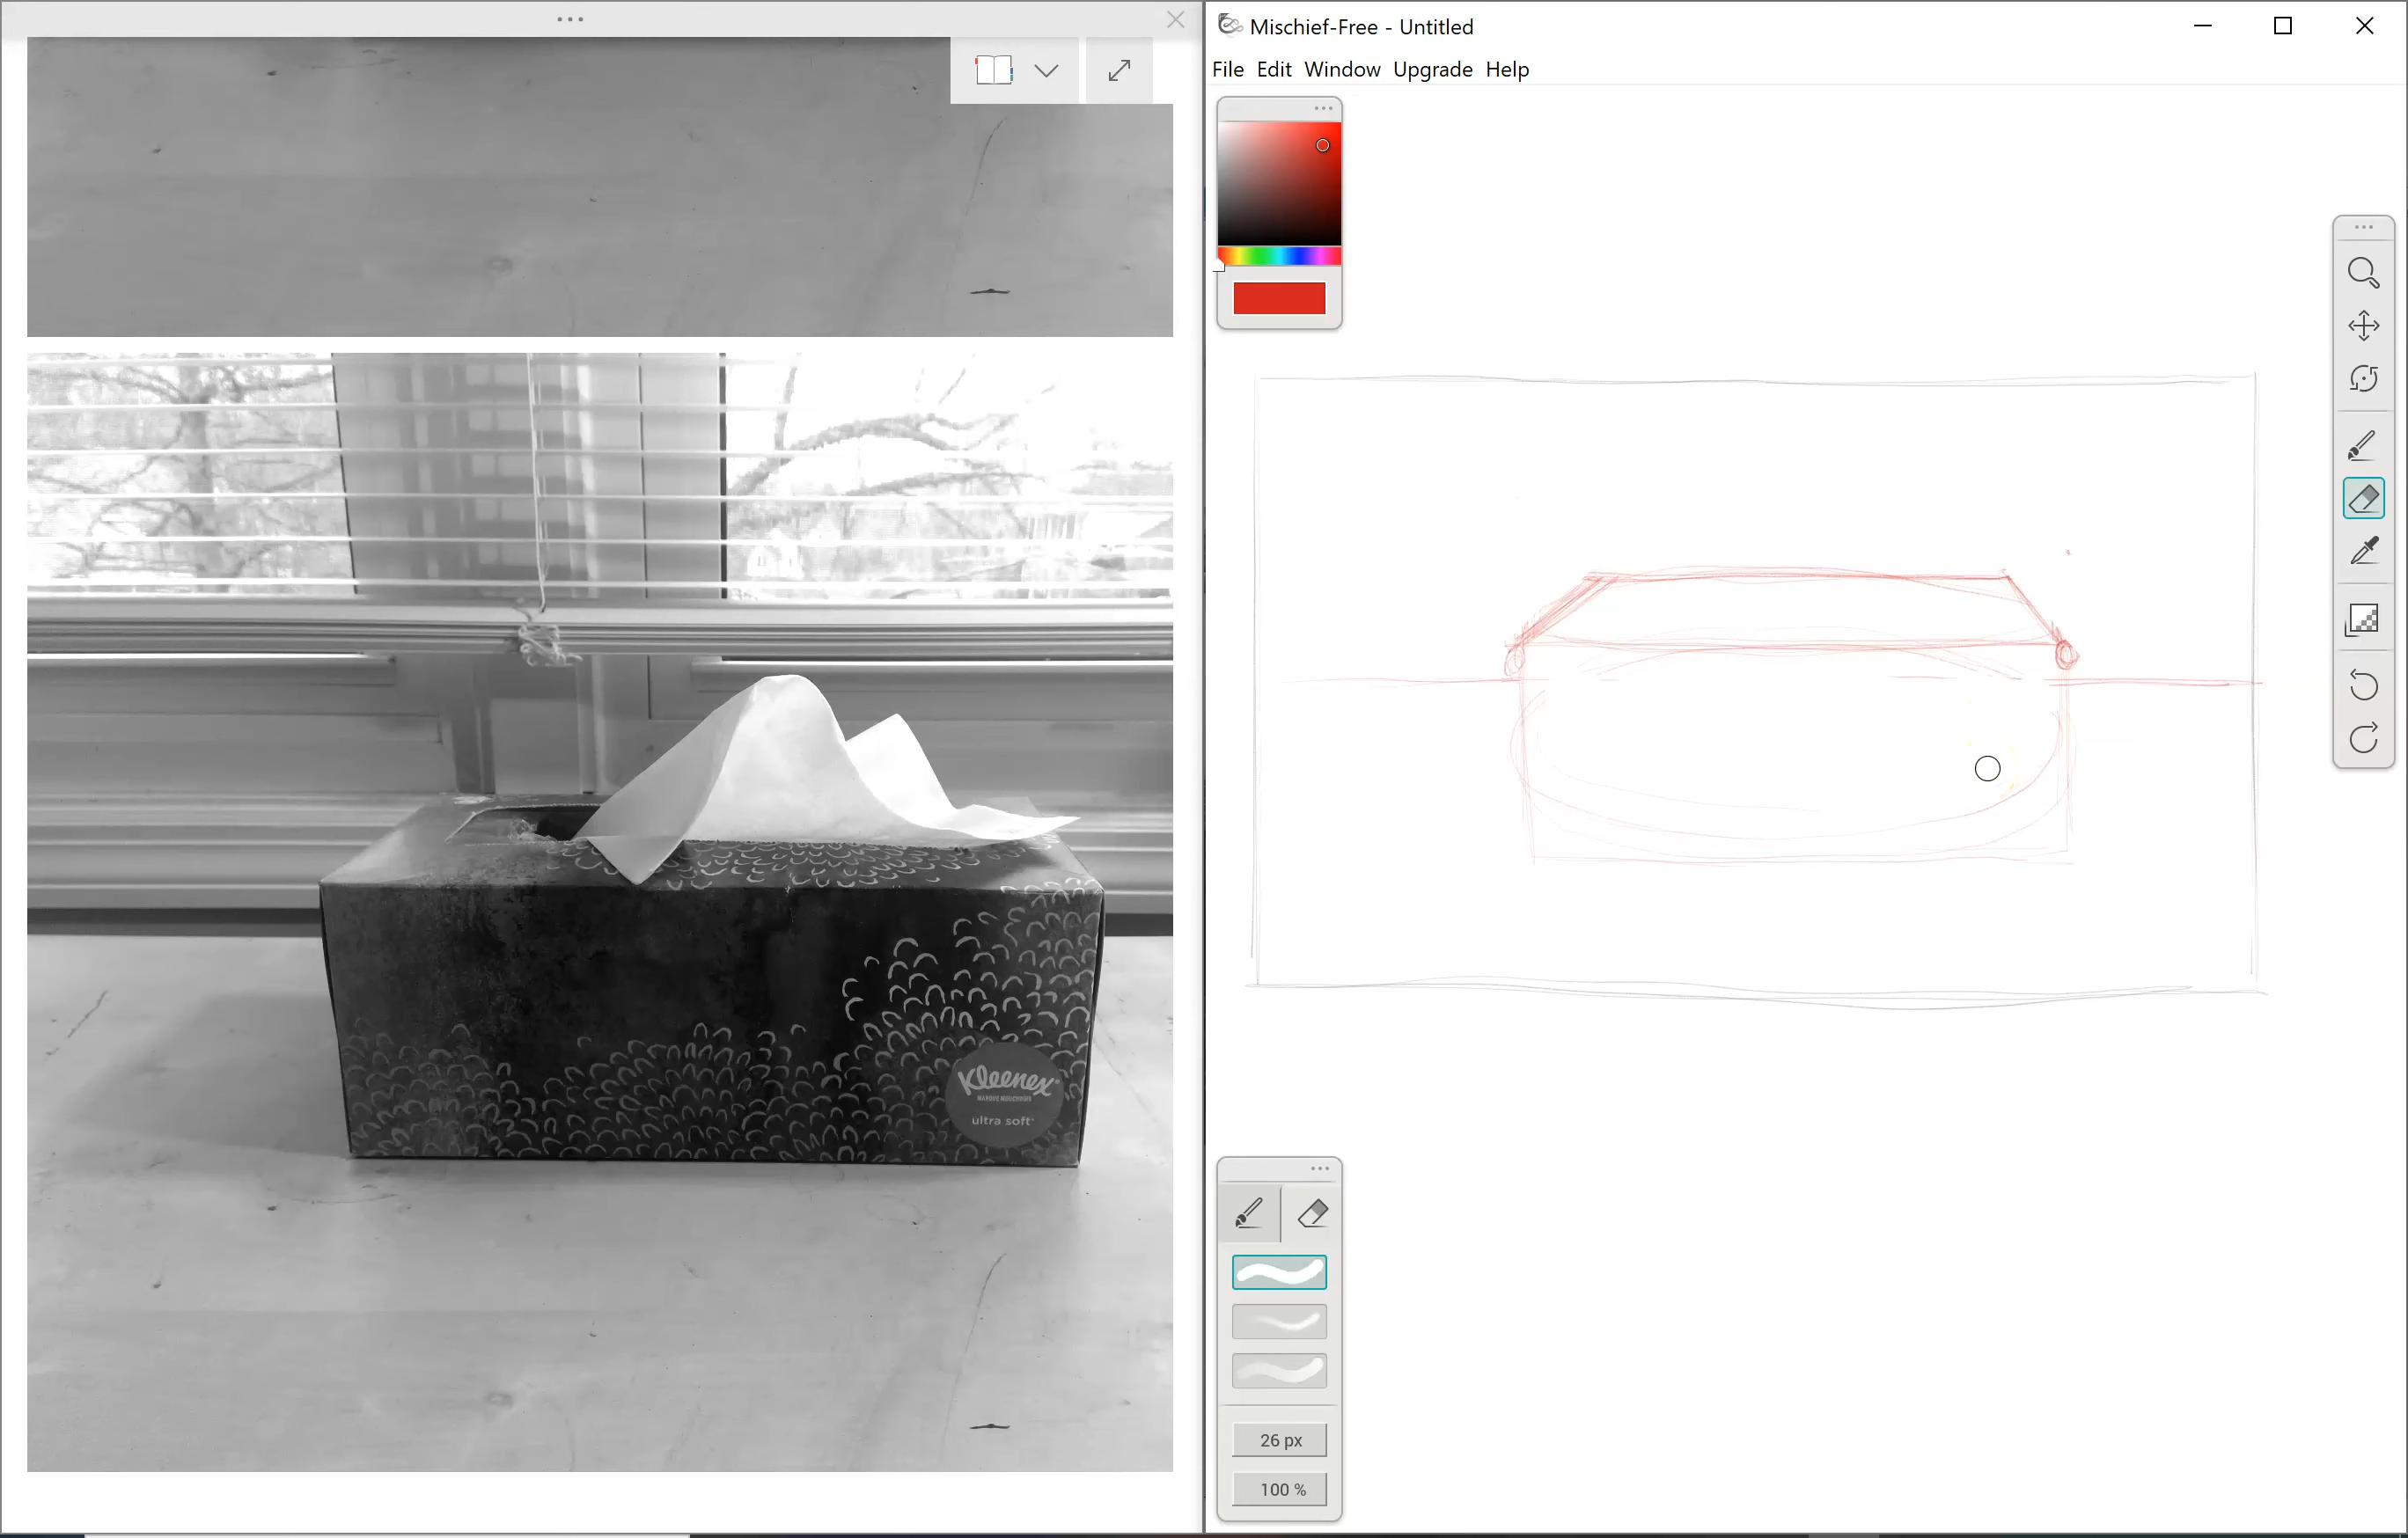 Mischief-Free - Untitled
File Edit Window Upgrade Help
Kleenex
ultra soft
26 px
100 %